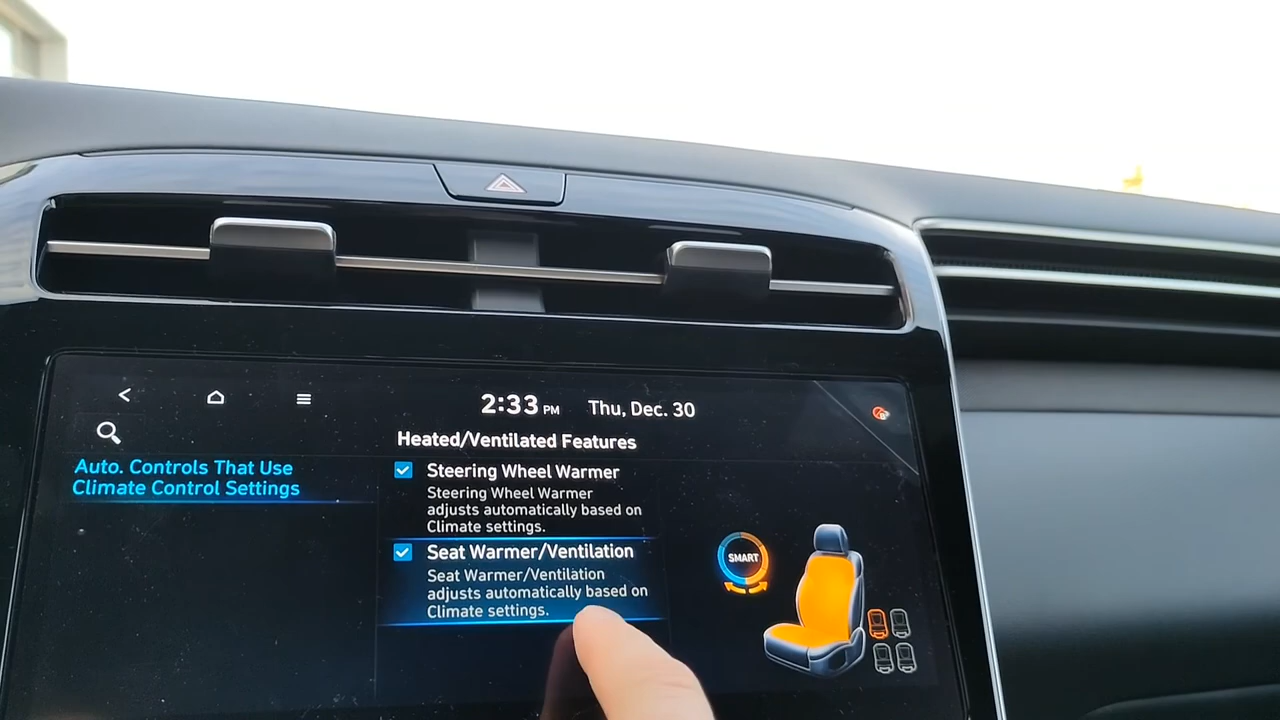 2:33 PM Thu, Dec. 30
Heated/Ventilated Features
Auto. Controls That Use
Climate Control Settings
Steering Wheel Warmer
Steering Wheel Warmer
adjusts automatically based on
Climate settings.
Seat Warmer/Ventilation
Seat Warmer/Ventilation
adjusts automatically based on
Climate settings.
SMART